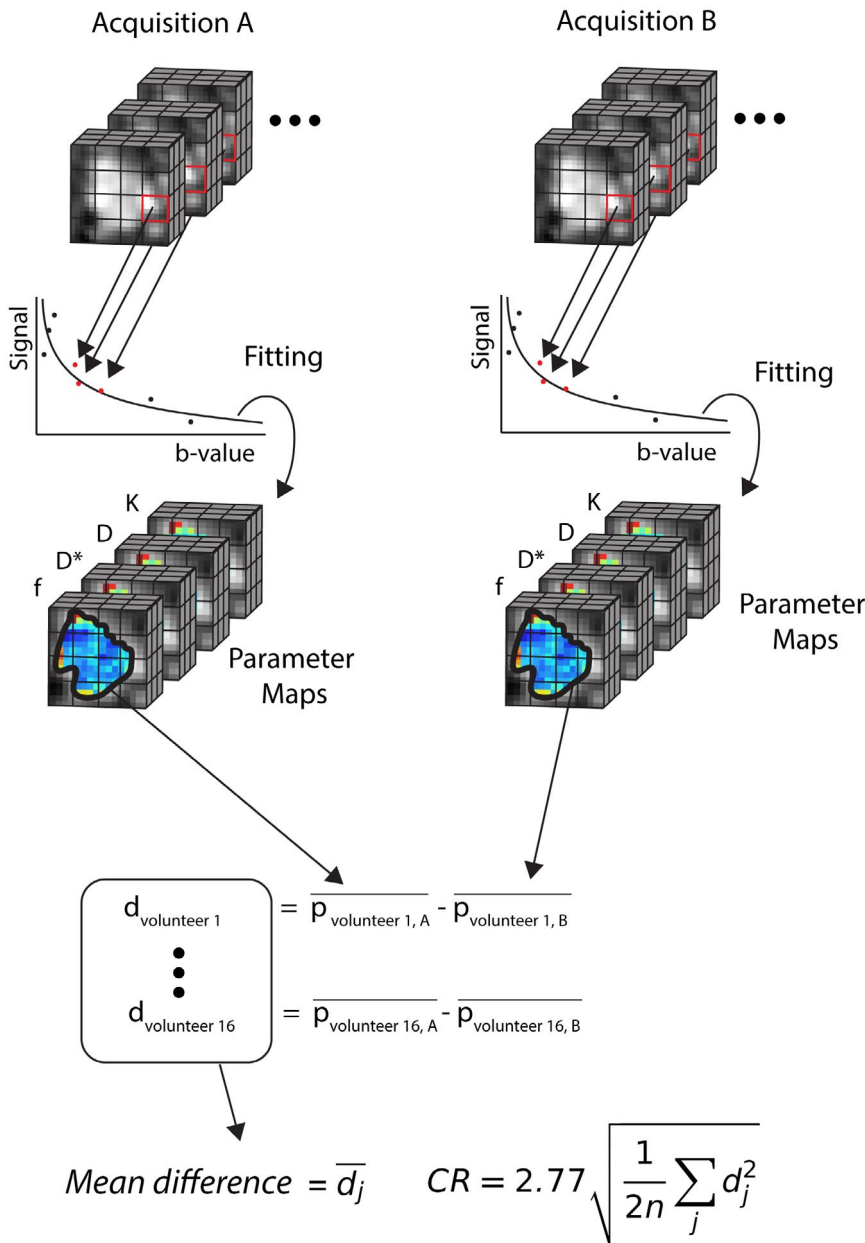 Acquisition A
Acquisition B
Signal
Fitting
b-value
Signal
Fitting
b-value
K
D
D*
f
Parameter
Maps
K
D
D*
f
Parameter
Maps
d volunteer 1 = p volunteer 1, A - p volunteer 1, B
d volunteer 16 = p volunteer 16, A - p volunteer 16, B
Mean difference = d̅j CR = 2.77 √(1/2n ∑j dj²)